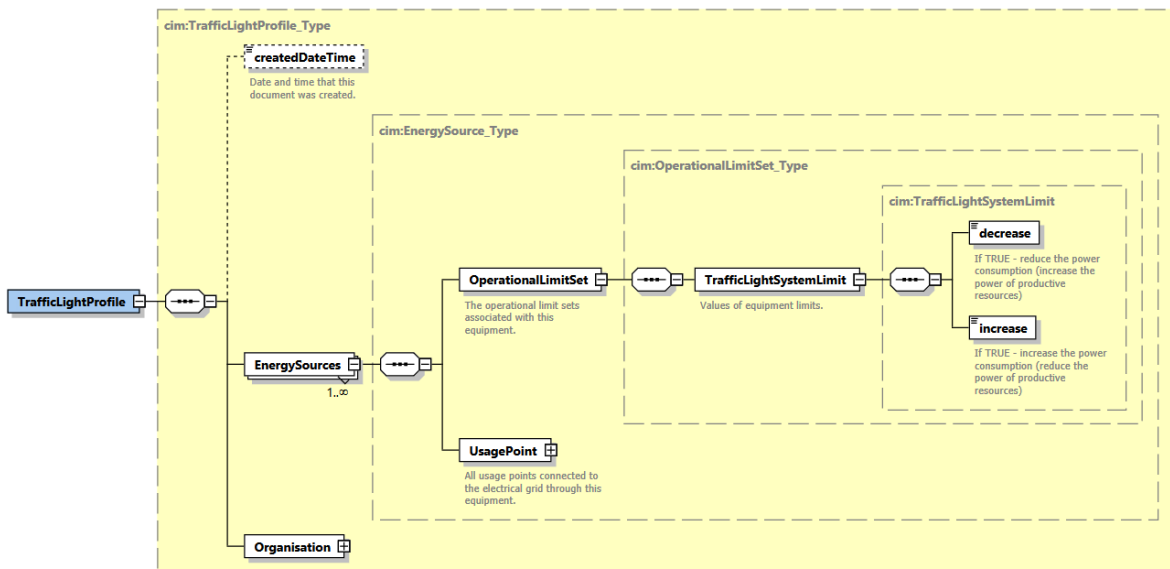 cim:TrafficLightProfile_Type
createdDateTime
Date and time that this
document was created.
cim:EnergySource_Type
cim:OperationalLimitSet_Type
cim:TrafficLightSystemLimit
decrease
If TRUE - reduce the power
consumption (increase the
power of productive
resources)
OperationalLimitSet
The operational limit sets
associated with this
equipment.
TrafficLightSystemLimit
Values of equipment limits.
TrafficLightProfile
increase
If TRUE - increase the power
consumption (reduce the
power of productive
resources)
EnergySources
1..∞
UsagePoint
All usage points connected to
the electrical grid through this
equipment.
Organisation